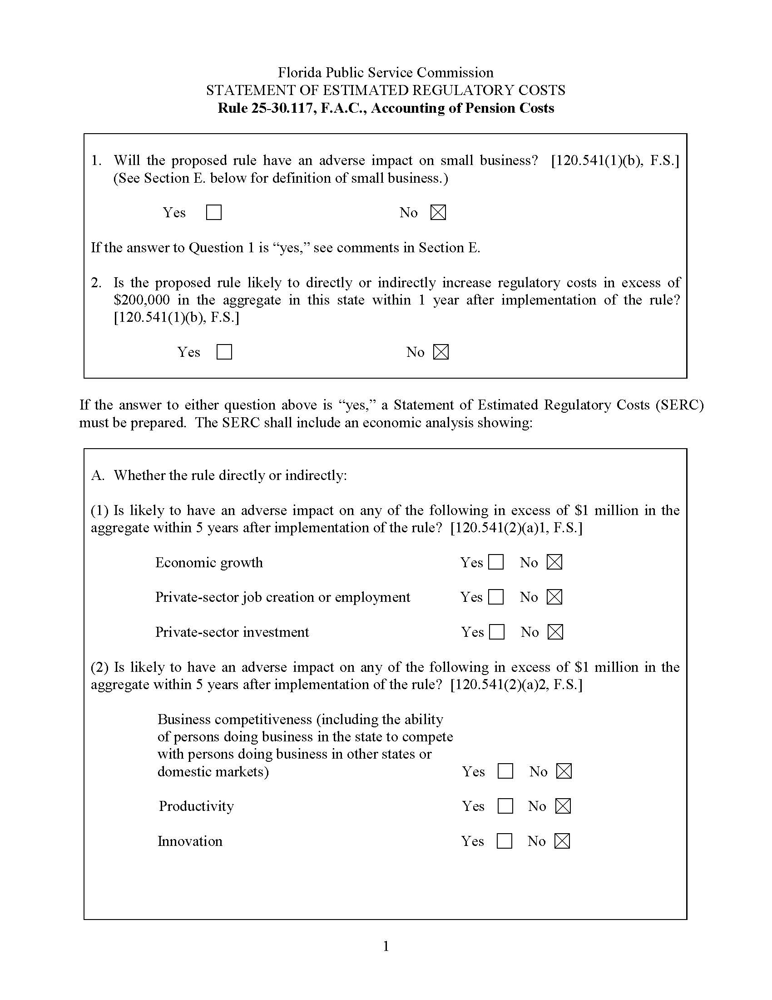 Florida Public Service Commission
STATEMENT OF ESTIMATED REGULATORY COSTS
Rule 25-30.117, F.A.C., Accounting of Pension Costs
1. Will the proposed rule have an adverse impact on small business? [120.541(1)(b), F.S.]
(See Section E. below for definition of small business.)
Yes ☐ No ☒
If the answer to Question 1 is “yes,” see comments in Section E.
2. Is the proposed rule likely to directly or indirectly increase regulatory costs in excess of
$200,000 in the aggregate in this state within 1 year after implementation of the rule?
[120.541(1)(b), F.S.]
Yes ☐ No ☒
If the answer to either question above is “yes,” a Statement of Estimated Regulatory Costs (SERC)
must be prepared. The SERC shall include an economic analysis showing:
A. Whether the rule directly or indirectly:
(1) Is likely to have an adverse impact on any of the following in excess of $1 million in the
aggregate within 5 years after implementation of the rule? [120.541(2)(a)1, F.S.]
Economic growth Yes ☐ No ☒
Private-sector job creation or employment Yes ☐ No ☒
Private-sector investment Yes ☐ No ☒
(2) Is likely to have an adverse impact on any of the following in excess of $1 million in the
aggregate within 5 years after implementation of the rule? [120.541(2)(a)2, F.S.]
Business competitiveness (including the ability
of persons doing business in the state to compete
with persons doing business in other states or
domestic markets) Yes ☐ No ☒
Productivity Yes ☐ No ☒
Innovation Yes ☐ No ☒
1